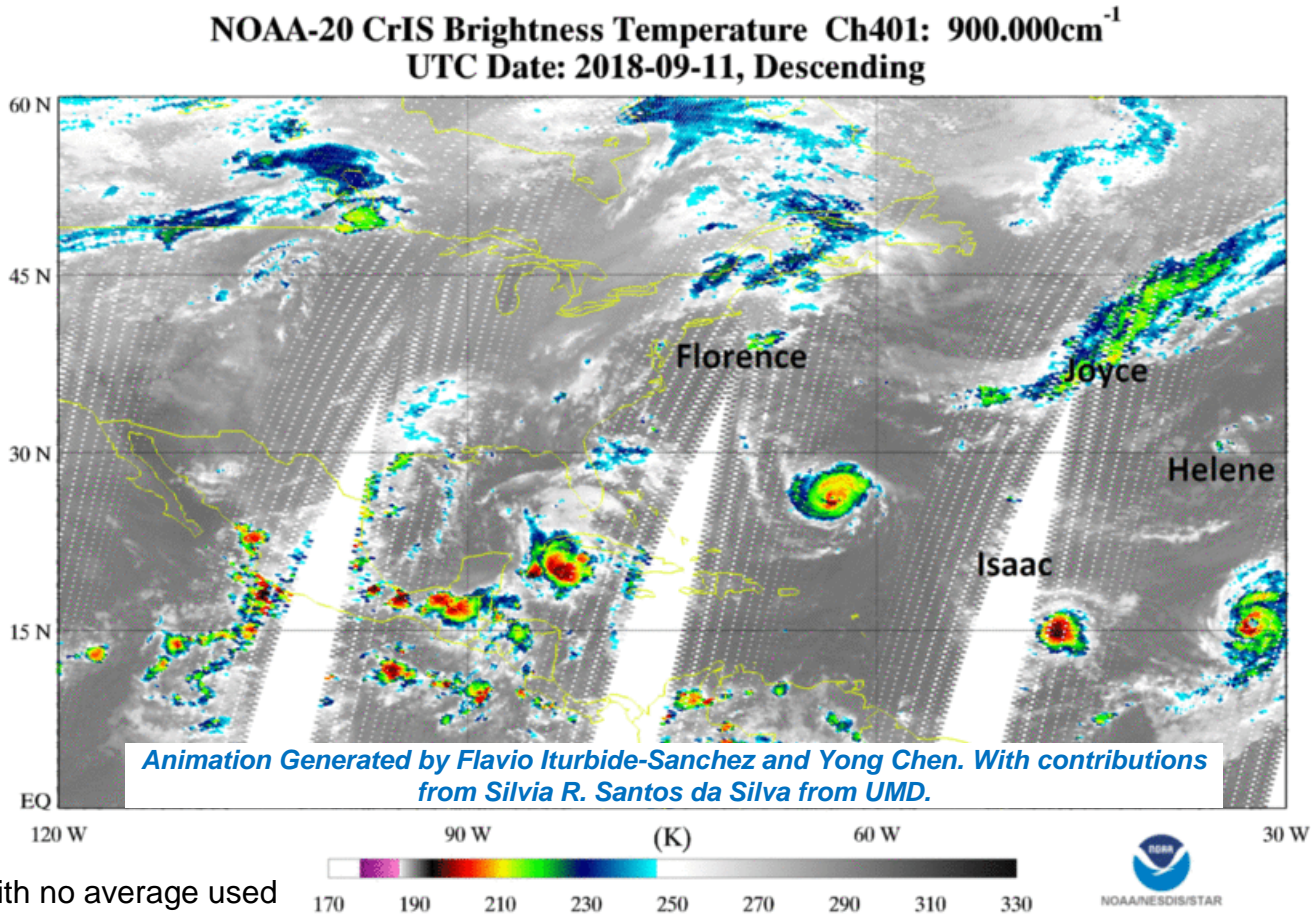 NOAA-20 CrIS Brightness Temperature Ch401: 900.000cm⁻¹
UTC Date: 2018-09-11, Descending
60 N
45 N
Florence
Joyce
30 N
Helene
Isaac
15 N
Animation Generated by Flavio Iturbide-Sanchez and Yong Chen. With contributions
from Silvia R. Santos da Silva from UMD.
EQ
120 W 90 W (K) 60 W 30 W
ith no average used
170 190 210 230 250 270 290 310 330
NOAA
NOAA/NESDIS/STAR